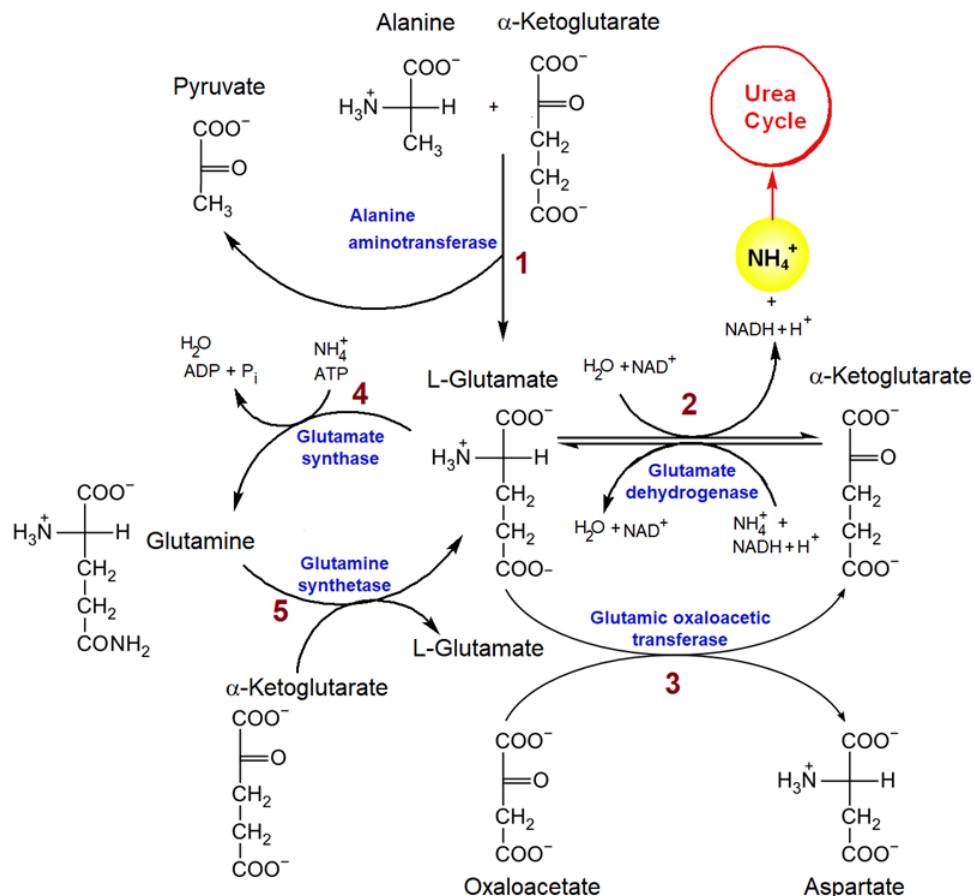 Alanine
α-Ketoglutarate
Pyruvate
COO⁻
H₃N⁺
H
CH₃
+
COO⁻
O
CH₂
CH₂
COO⁻
COO⁻
O
CH₃
Urea
Cycle
Alanine
aminotransferase
1
NH₄⁺
+
NADH+H⁺
H₂O
ADP + Pᵢ
NH₄⁺
ATP
4
L-Glutamate
H₂O +NAD⁺
2
α-Ketoglutarate
Glutamate
synthase
COO⁻
H₃N⁺
H
CH₂
CH₂
COO–
Glutamate
dehydrogenase
H₂O +NAD⁺
NH₄⁺ +
NADH+H⁺
COO⁻
O
CH₂
CH₂
COO⁻
COO⁻
H₃N⁺
H
CH₂
CH₂
CONH₂
Glutamine
Glutamine
synthetase
5
L-Glutamate
Glutamic oxaloacetic
transferase
3
α-Ketoglutarate
COO⁻
O
CH₂
CH₂
COO⁻
COO⁻
O
CH₂
COO⁻
Oxaloacetate
COO⁻
H₃N⁺
H
CH₂
COO⁻
Aspartate